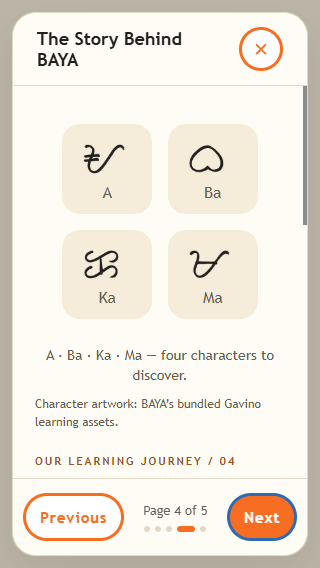 The Story Behind
BAYA
ᜀ
A
ᜊ
Ba
ᜃ
Ka
ᜋ
Ma
A · Ba · Ka · Ma — four characters to
discover.
Character artwork: BAYA's bundled Gavino
learning assets.
OUR LEARNING JOURNEY / 04
Previous
Page 4 of 5
Next